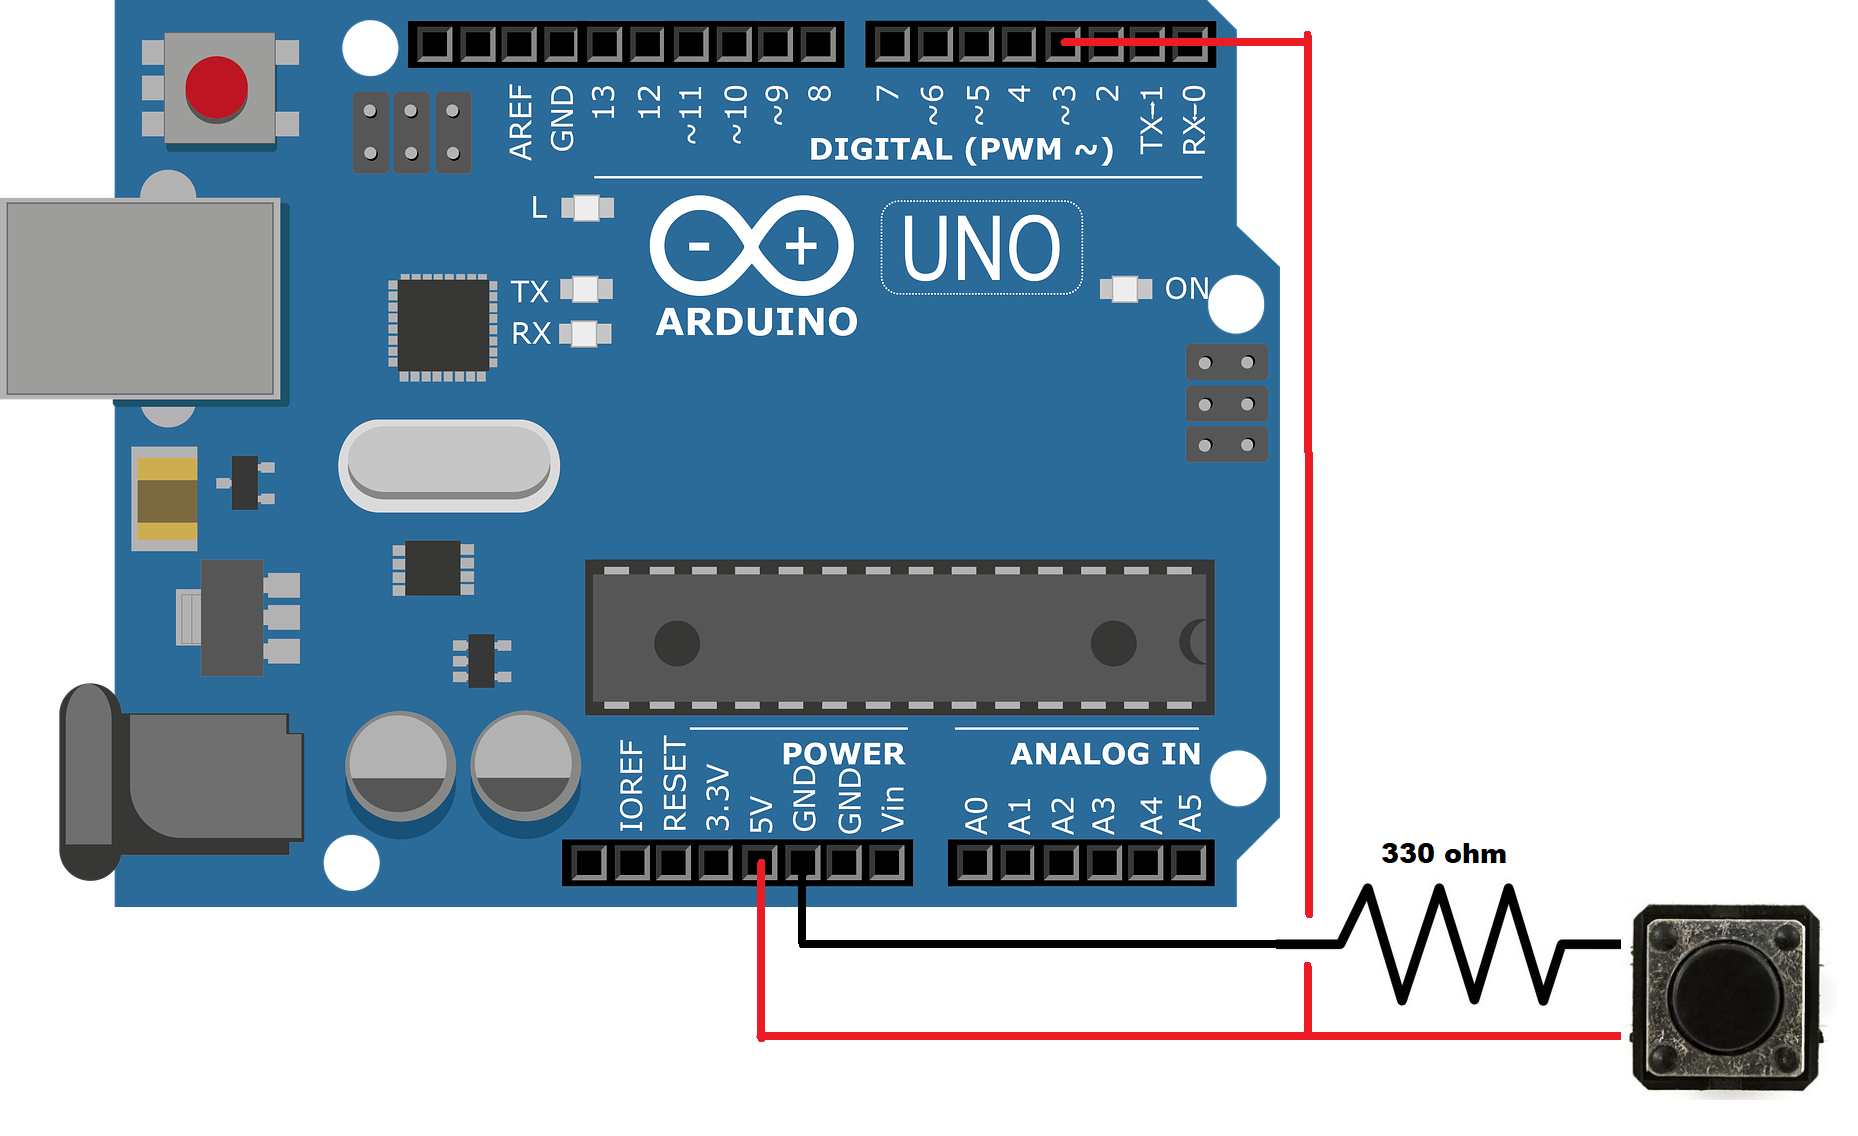 AREF GND 13 12 ~11 ~10 ~9 8 7 ~6 ~5 4 ~3 2 TX→1 RX←0
DIGITAL (PWM ~)
L
- +
UNO
TX
ON
RX
ARDUINO
POWER
ANALOG IN
IOREF RESET 3.3V 5V GND GND Vin A0 A1 A2 A3 A4 A5
330 ohm